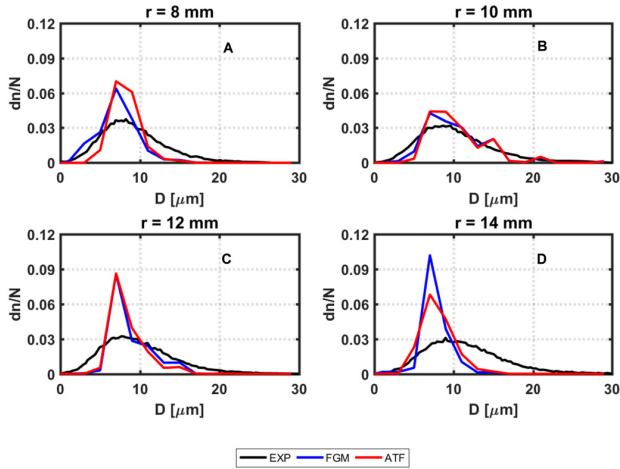 r = 8 mm
0.12
0.09
0.06
0.03
0
dn/N
A
0 10 20 30
D [μm]
r = 10 mm
0.12
0.09
0.06
0.03
0
dn/N
B
0 10 20 30
D [μm]
r = 12 mm
0.12
0.09
0.06
0.03
0
dn/N
C
0 10 20 30
D [μm]
r = 14 mm
0.12
0.09
0.06
0.03
0
dn/N
D
0 10 20 30
D [μm]
EXP FGM ATF